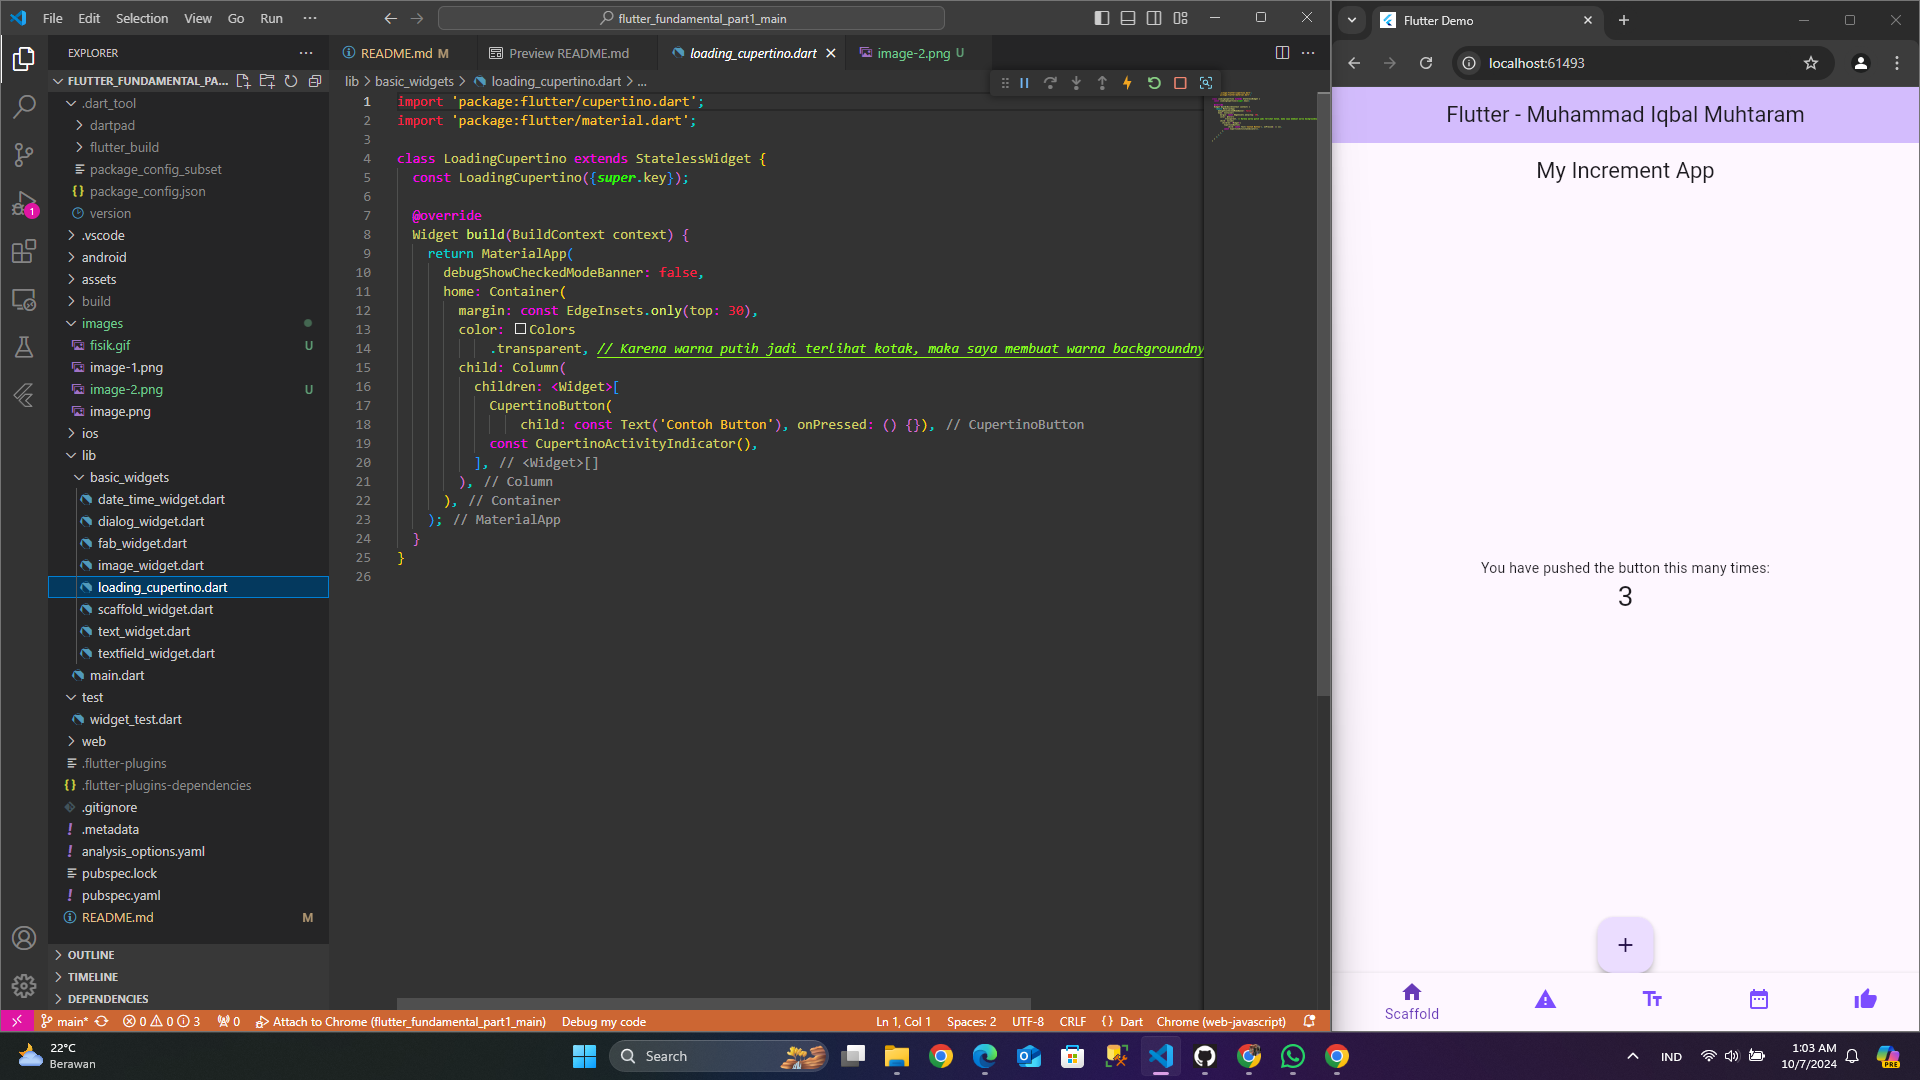 File Edit Selection View Go Run ···
flutter_fundamental_part1_main
EXPLORER
FLUTTER_FUNDAMENTAL_PA...
.dart_tool
dartpad
flutter_build
package_config_subset
package_config.json
version
.vscode
android
assets
build
images
fisik.gif U
image-1.png
image-2.png U
image.png
ios
lib
basic_widgets
date_time_widget.dart
dialog_widget.dart
fab_widget.dart
image_widget.dart
loading_cupertino.dart
scaffold_widget.dart
text_widget.dart
textfield_widget.dart
main.dart
test
widget_test.dart
web
.flutter-plugins
.flutter-plugins-dependencies
.gitignore
.metadata
analysis_options.yaml
pubspec.lock
pubspec.yaml
README.md M
OUTLINE
TIMELINE
DEPENDENCIES
1
README.md M
Preview README.md
loading_cupertino.dart
image-2.png U
lib > basic_widgets > loading_cupertino.dart > ...
1 import 'package:flutter/cupertino.dart';
2 import 'package:flutter/material.dart';
3
4 class LoadingCupertino extends StatelessWidget {
5 const LoadingCupertino({super.key});
6
7 @override
8 Widget build(BuildContext context) {
9 return MaterialApp(
10 debugShowCheckedModeBanner: false,
11 home: Container(
12 margin: const EdgeInsets.only(top: 30),
13 color: Colors
14 .transparent, // Karena warna putih jadi terlihat kotak, maka saya membuat warna backgroundny
15 child: Column(
16 children: <Widget>[
17 CupertinoButton(
18 child: const Text('Contoh Button'), onPressed: () {}), // CupertinoButton
19 const CupertinoActivityIndicator(),
20 ], // <Widget>[]
21 ), // Column
22 ), // Container
23 ); // MaterialApp
24 }
25 }
26
main* 0 0 3 0 Attach to Chrome (flutter_fundamental_part1_main) Debug my code Ln 1, Col 1 Spaces: 2 UTF-8 CRLF {} Dart Chrome (web-javascript)
Flutter Demo
localhost:61493
Flutter - Muhammad Iqbal Muhtaram
My Increment App
You have pushed the button this many times:
3
+
Scaffold
22°C
Berawan
Search
IND
1:03 AM
10/7/2024
PRE